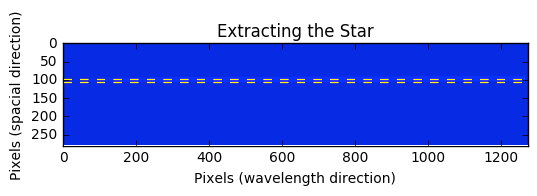 Extracting the Star
Pixels (spacial direction)
0
50
100
150
200
250
0 200 400 600 800 1000 1200
Pixels (wavelength direction)